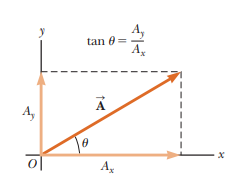 y
tan θ = A_y / A_x
A⃗
A_y
θ
x
O
A_x